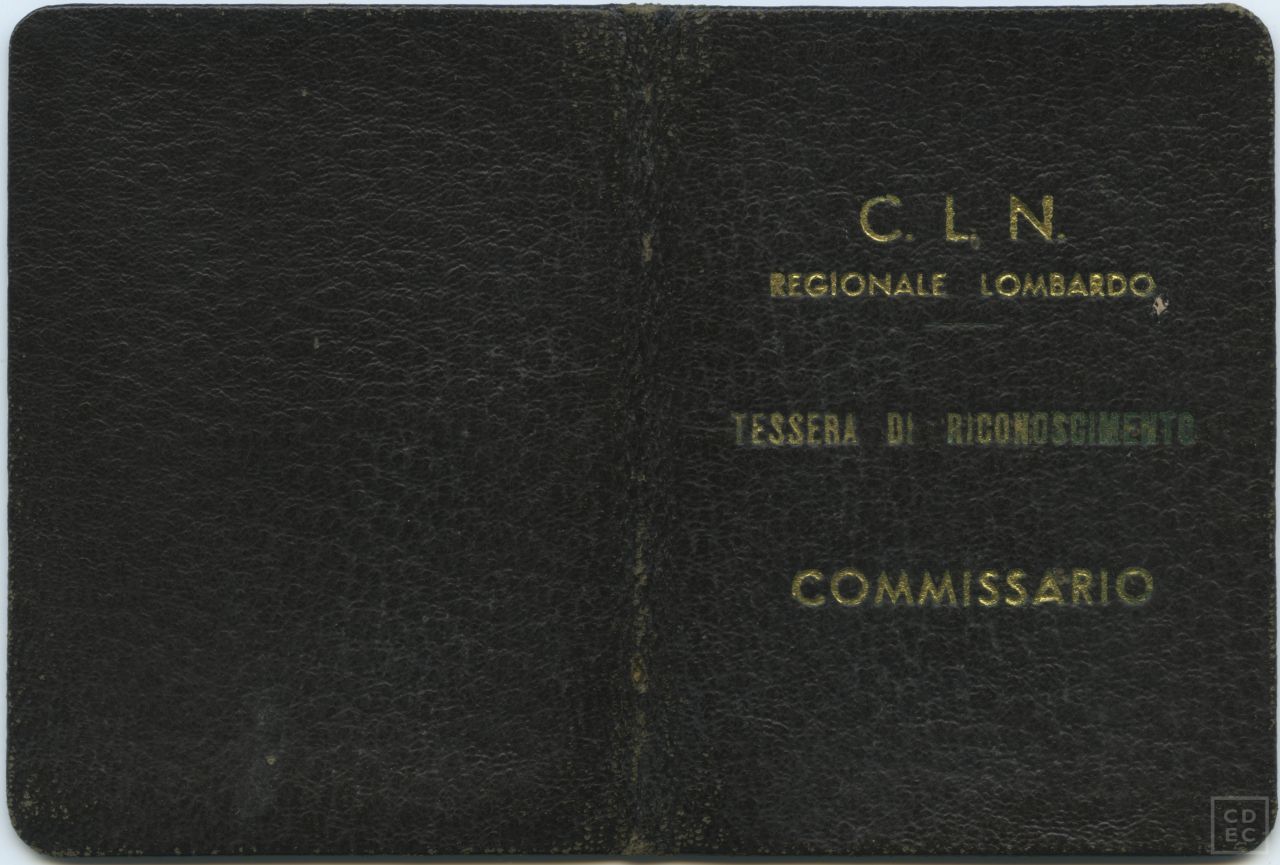 C. L. N.
REGIONALE LOMBARDO
TESSERA DI RICONOSCIMENTO
COMMISSARIO
CD
EC